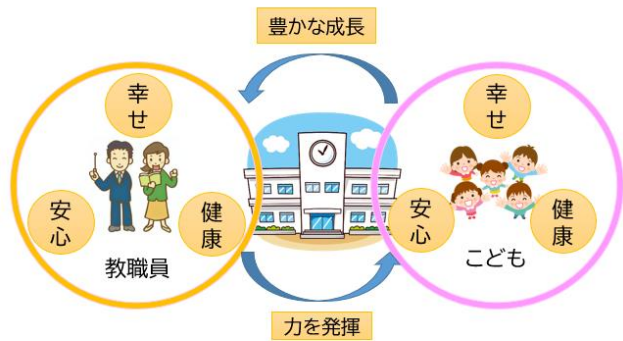 豊かな成長
幸
せ
安
心
健
康
教職員
幸
せ
安
心
健
康
こども
力を発揮